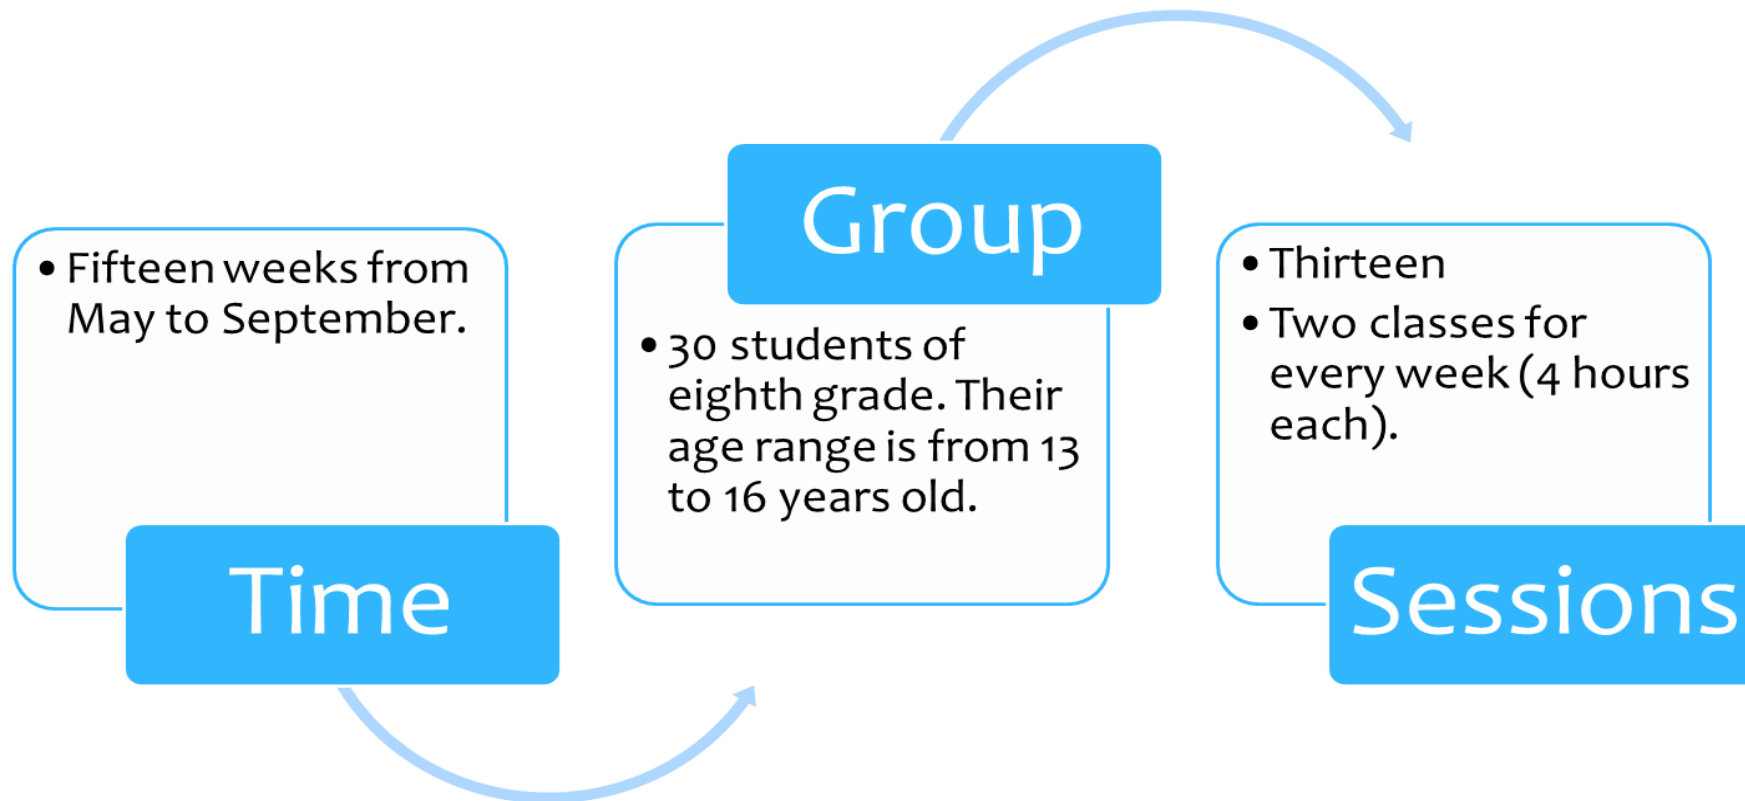 • Fifteen weeks from
May to September.
Time
Group
• 30 students of
eighth grade. Their
age range is from 13
to 16 years old.
• Thirteen
• Two classes for
every week (4 hours
each).
Sessions